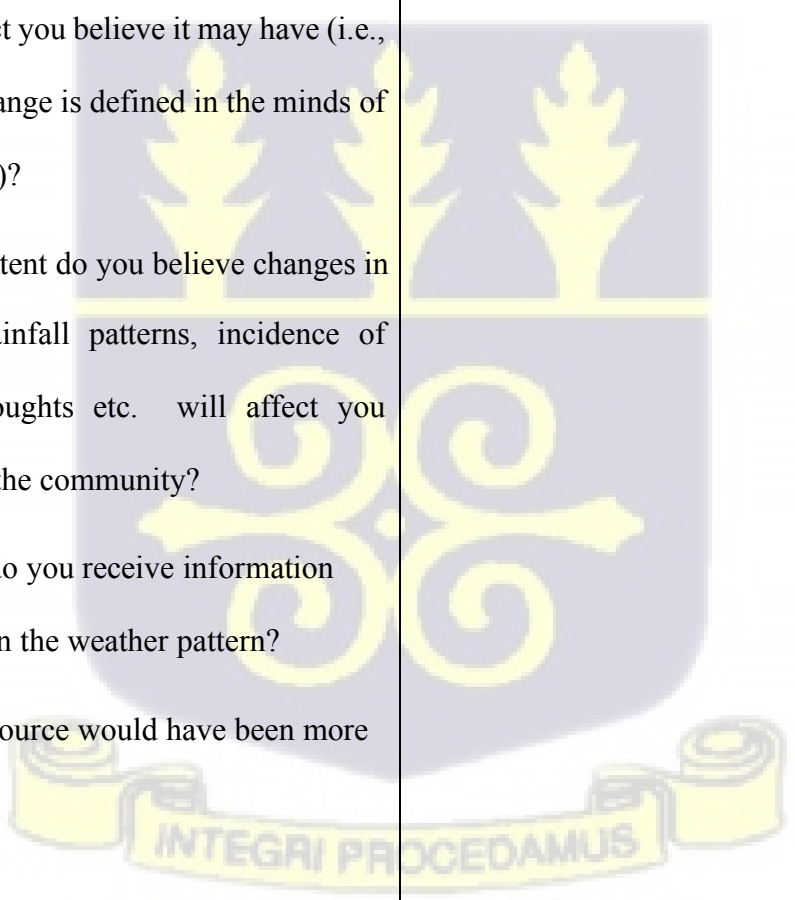 ct you believe it may have (i.e.,
ange is defined in the minds of
)?
tent do you believe changes in
infall patterns, incidence of
oughts etc. will affect you
the community?
do you receive information
n the weather pattern?
ource would have been more
INTEGRI PROCEDAMUS